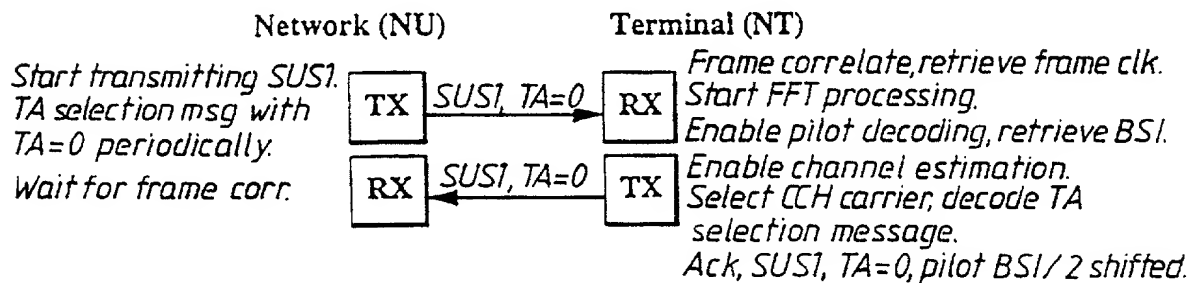 Network (NU)
Terminal (NT)
Start transmitting SUS1.
TA selection msg with
TA=0 periodically.
Wait for frame corr.
TX
SUS1, TA=0
RX
RX
SUS1, TA=0
TX
Frame correlate, retrieve frame clk.
Start FFT processing.
Enable pilot decoding, retrieve BSI.
Enable channel estimation.
Select CCH carrier, decode TA
selection message.
Ack, SUS1, TA=0, pilot BSI/2 shifted.